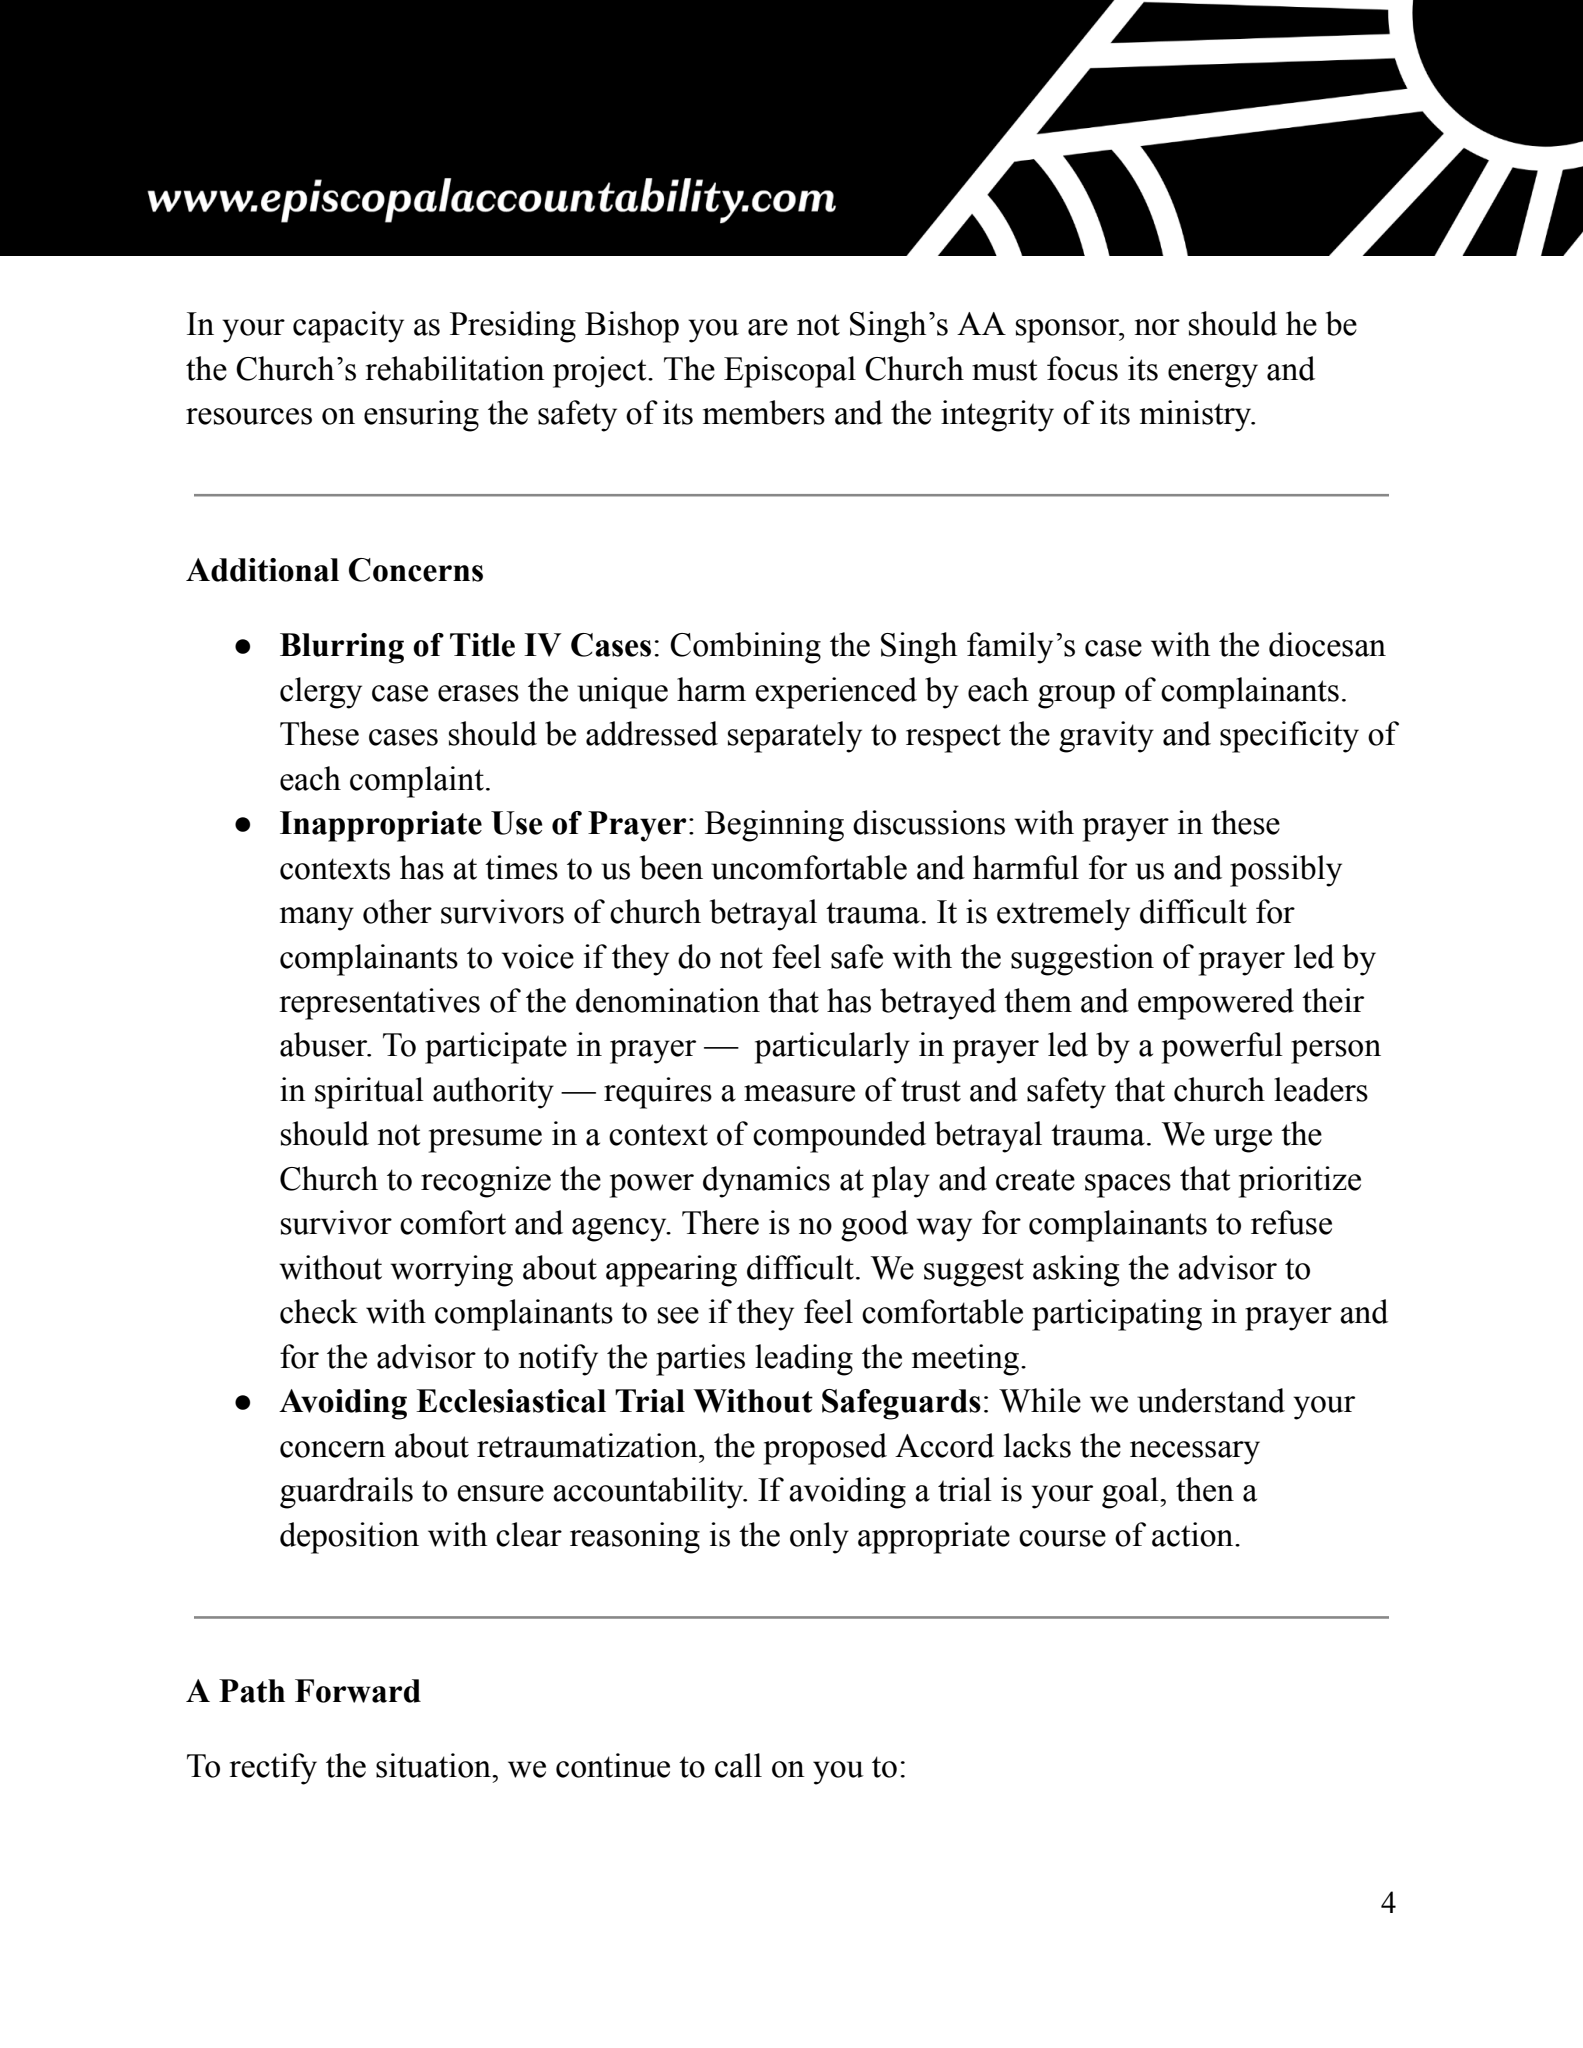 www.episcopalaccountability.com
In your capacity as Presiding Bishop you are not Singh’s AA sponsor, nor should he be
the Church’s rehabilitation project. The Episcopal Church must focus its energy and
resources on ensuring the safety of its members and the integrity of its ministry.
Additional Concerns
● Blurring of Title IV Cases: Combining the Singh family’s case with the diocesan
clergy case erases the unique harm experienced by each group of complainants.
These cases should be addressed separately to respect the gravity and specificity of
each complaint.
● Inappropriate Use of Prayer: Beginning discussions with prayer in these
contexts has at times to us been uncomfortable and harmful for us and possibly
many other survivors of church betrayal trauma. It is extremely difficult for
complainants to voice if they do not feel safe with the suggestion of prayer led by
representatives of the denomination that has betrayed them and empowered their
abuser. To participate in prayer — particularly in prayer led by a powerful person
in spiritual authority — requires a measure of trust and safety that church leaders
should not presume in a context of compounded betrayal trauma. We urge the
Church to recognize the power dynamics at play and create spaces that prioritize
survivor comfort and agency. There is no good way for complainants to refuse
without worrying about appearing difficult. We suggest asking the advisor to
check with complainants to see if they feel comfortable participating in prayer and
for the advisor to notify the parties leading the meeting.
● Avoiding Ecclesiastical Trial Without Safeguards: While we understand your
concern about retraumatization, the proposed Accord lacks the necessary
guardrails to ensure accountability. If avoiding a trial is your goal, then a
deposition with clear reasoning is the only appropriate course of action.
A Path Forward
To rectify the situation, we continue to call on you to:
4